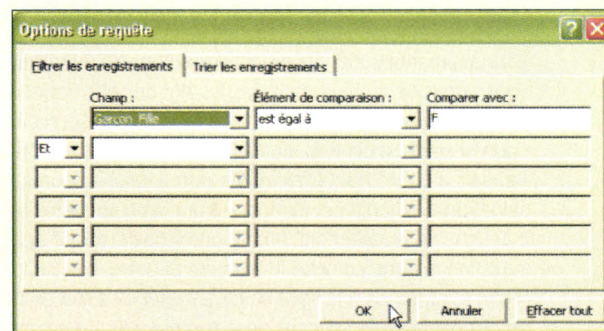 Options de requête
Filtrer les enregistrements Trier les enregistrements
Champ : Élément de comparaison : Comparer avec :
Garçon_Fille est égal à F
Et
OK Annuler Effacer tout